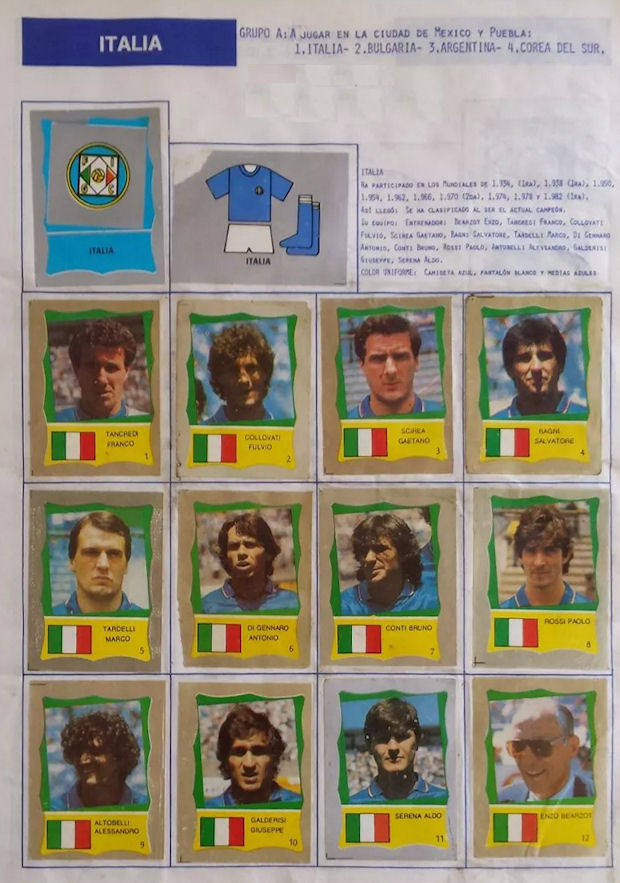 ITALIA
GRUPO A: A JUGAR EN LA CIUDAD DE MEXICO Y PUEBLA:
1.ITALIA- 2.BULGARIA- 3.ARGENTINA- 4.COREA DEL SUR.
ITALIA
ITALIA
ITALIA
HA PARTICIPADO EN LOS MUNDIALES DE 1.934, (1RA), 1.938 (1RA), 1.950,
1.954, 1.962, 1.966, 1.970 (2DA), 1.974, 1.978 Y 1.982 (1RA).
ASÍ LLEGÓ: SE HA CLASIFICADO AL SER EL ACTUAL CAMPEÓN.
SU EQUIPO: ENTRENADOR: BEARZOT ENZO, TANCREDI FRANCO, COLLOVATI
FULVIO, SCIREA GAETANO, BAGNI SALVATORE, TARDELLI MARCO, DI GENNARO
ANTONIO, CONTI BRUNO, ROSSI PAOLO, ANTOBELLI ALEVSANDRO, GALDERISI
GIUSEPPE, SERENA ALDO.
COLOR UNIFORME: CAMISETA AZUL, PANTALÓN BLANCO Y MEDIAS AZULES
TANCREDI
FRANCO
1
COLLOVATI
FULVIO
2
SCIREA
GAETANO
3
BAGNI
SALVATORE
4
TARDELLI
MARCO
5
DI GENNARO
ANTONIO
6
CONTI BRUNO
7
ROSSI PAOLO
8
ALTOBELLI
ALESSANDRO
9
GALDERISI
GIUSEPPE
10
SERENA ALDO
11
ENZO BEARZOT
12